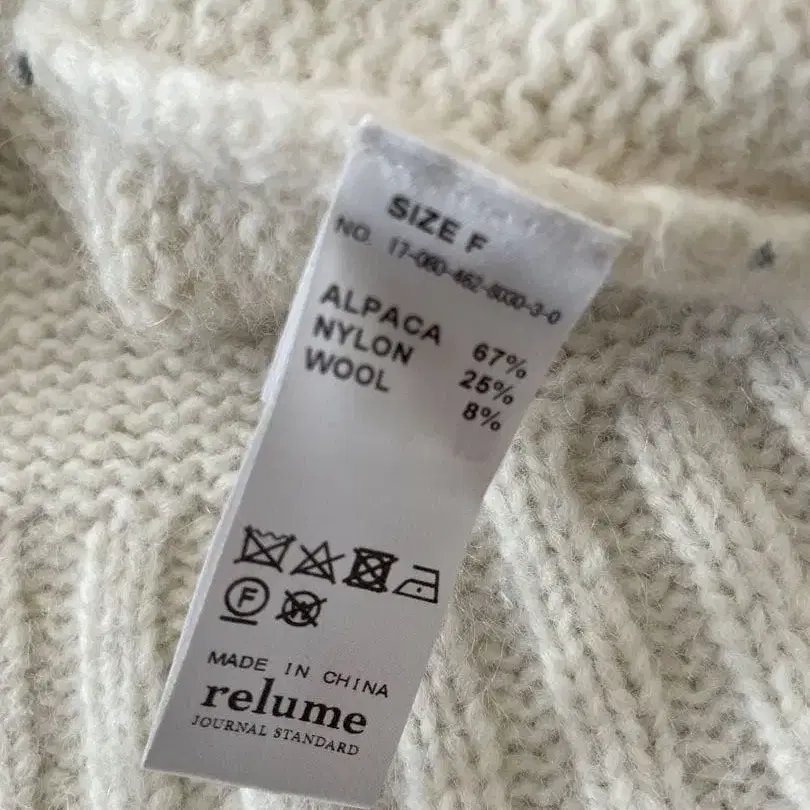 SIZE F
NO. 17-080-462-8030-3-0
ALPACA 67%
NYLON 25%
WOOL 8%
F W
MADE IN CHINA
relume
JOURNAL STANDARD